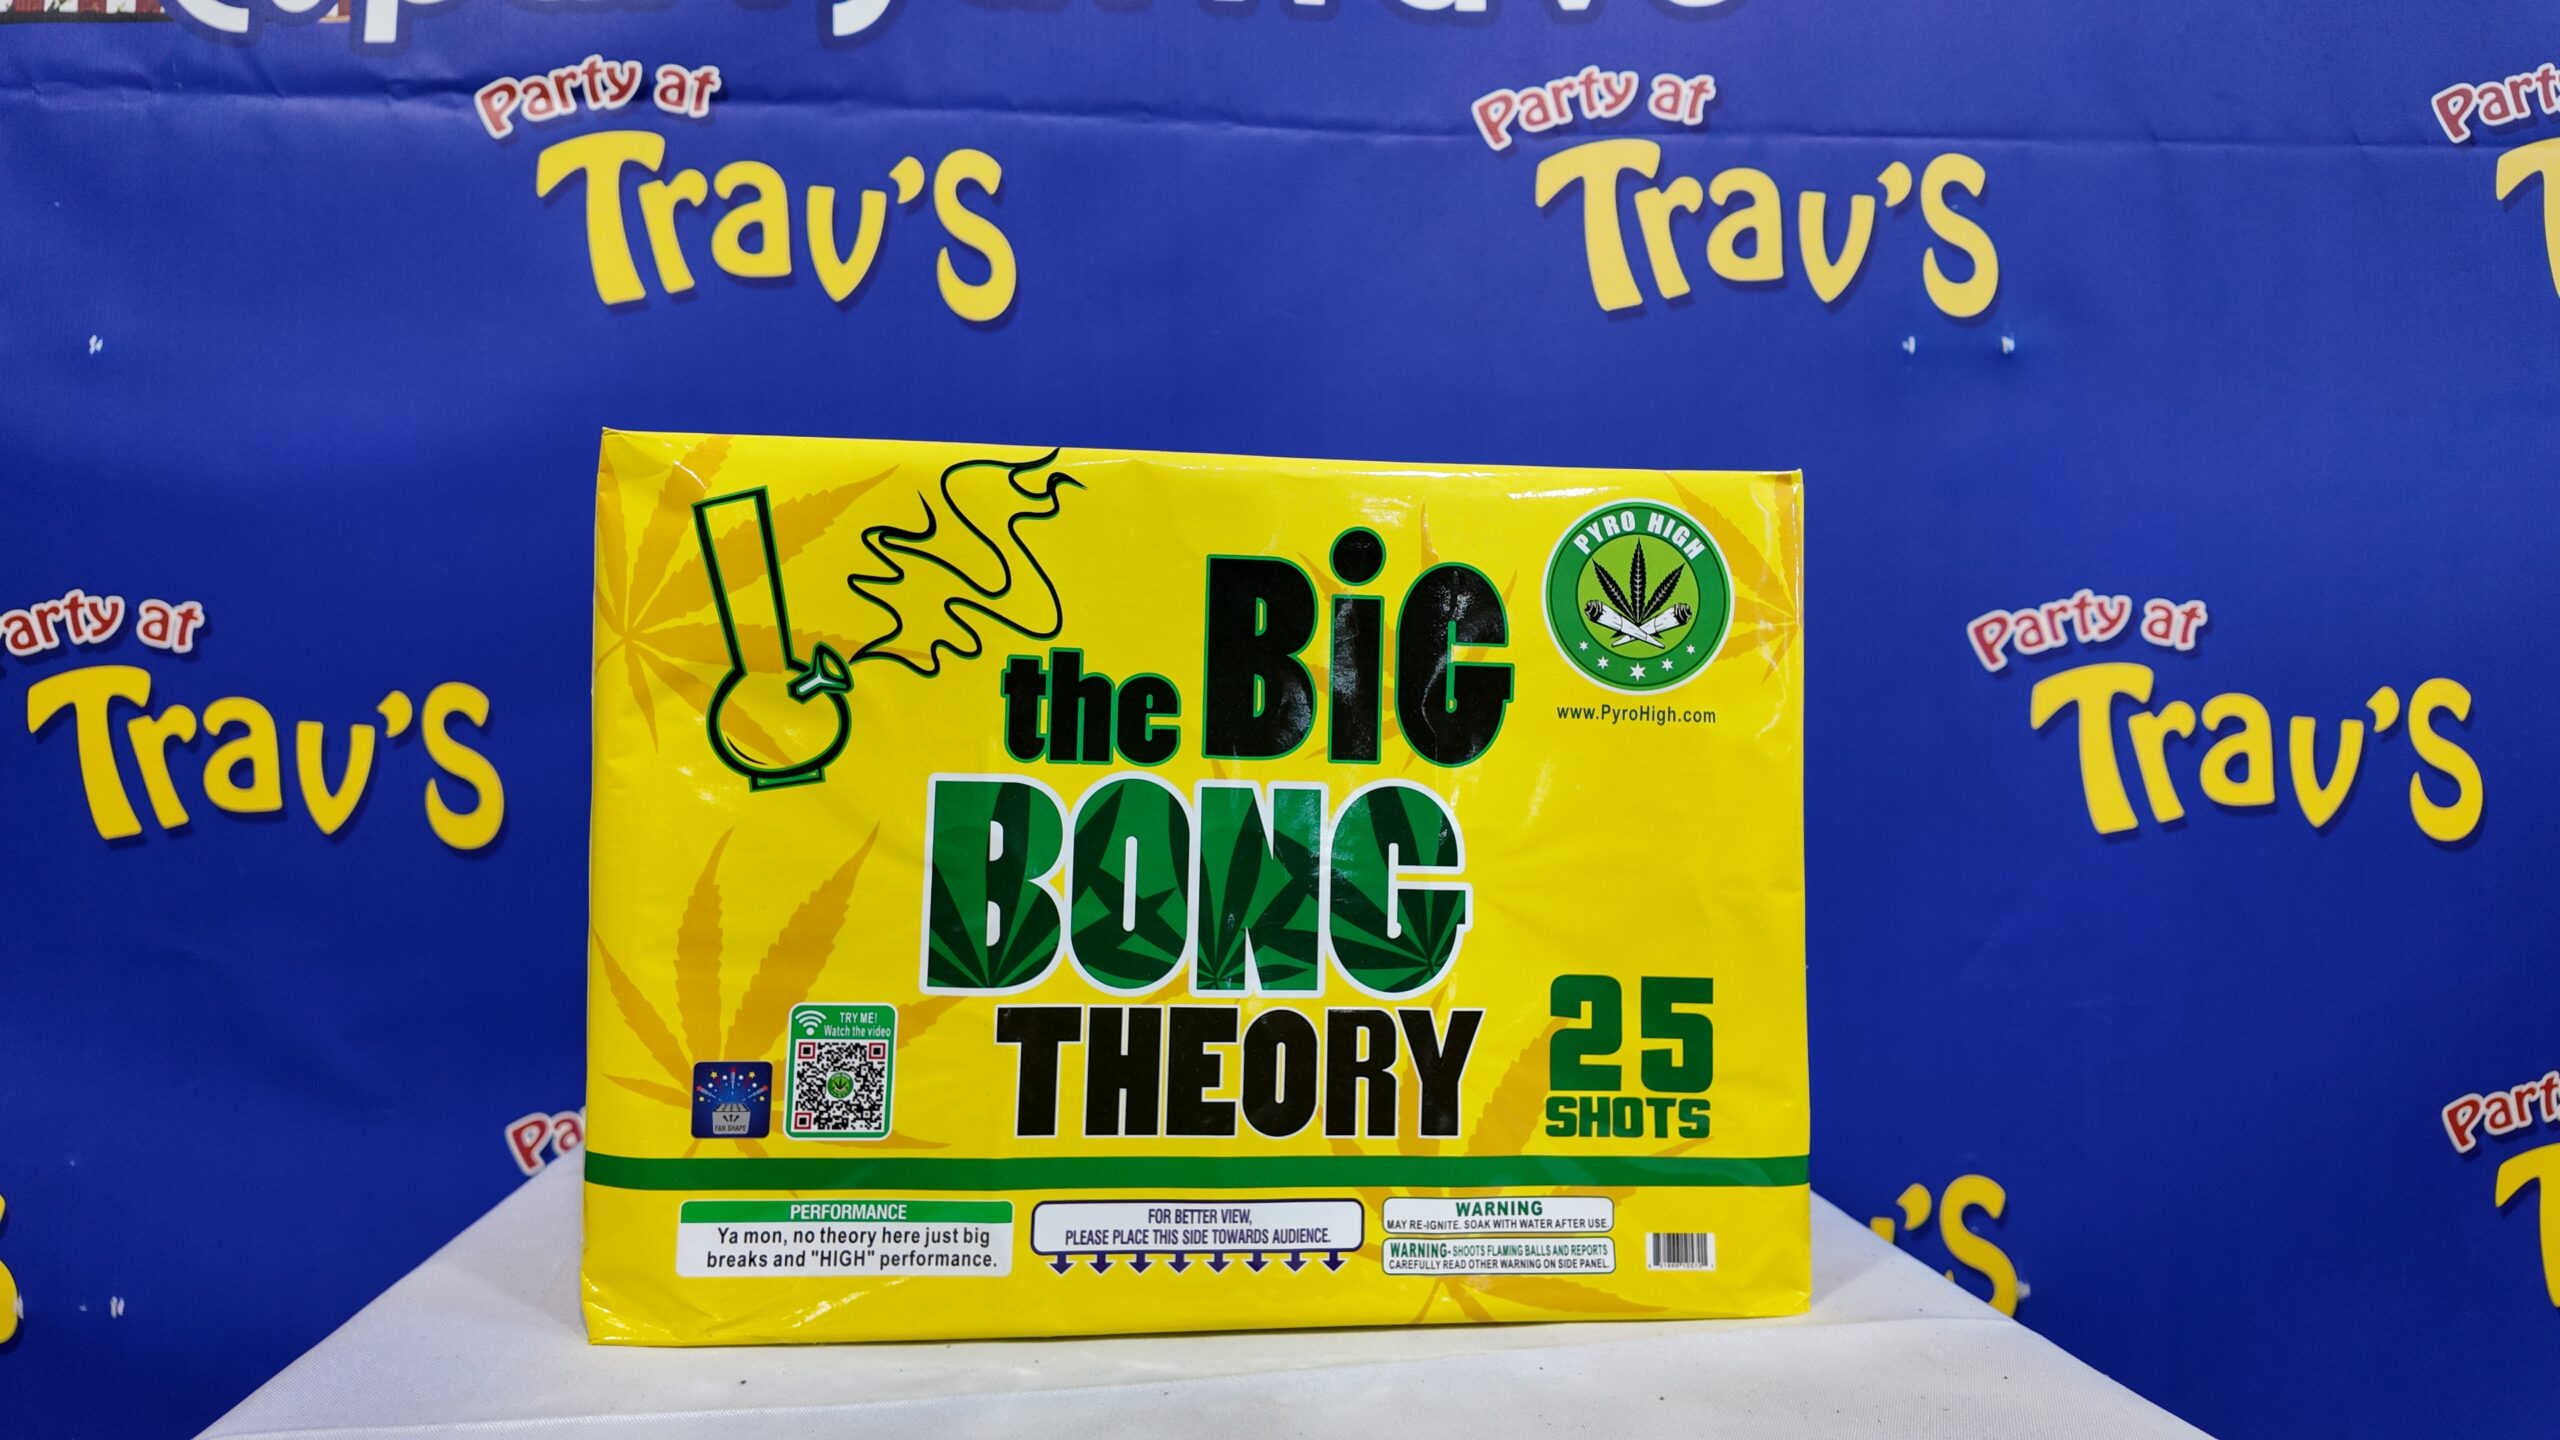 Party at
Trav's
Party at
Trav's
Party at
Trav's
Party at
Trav's
PYRO HIGH
www.PyroHigh.com
the BiG
BONG
THEORY
25
SHOTS
TRY ME!
Watch the video
FAN SHAPE
PERFORMANCE
Ya mon, no theory here just big
breaks and "HIGH" performance.
FOR BETTER VIEW,
PLEASE PLACE THIS SIDE TOWARDS AUDIENCE.
WARNING
MAY RE-IGNITE. SOAK WITH WATER AFTER USE.
WARNING- SHOOTS FLAMING BALLS AND REPORTS
CAREFULLY READ OTHER WARNING ON SIDE PANEL.